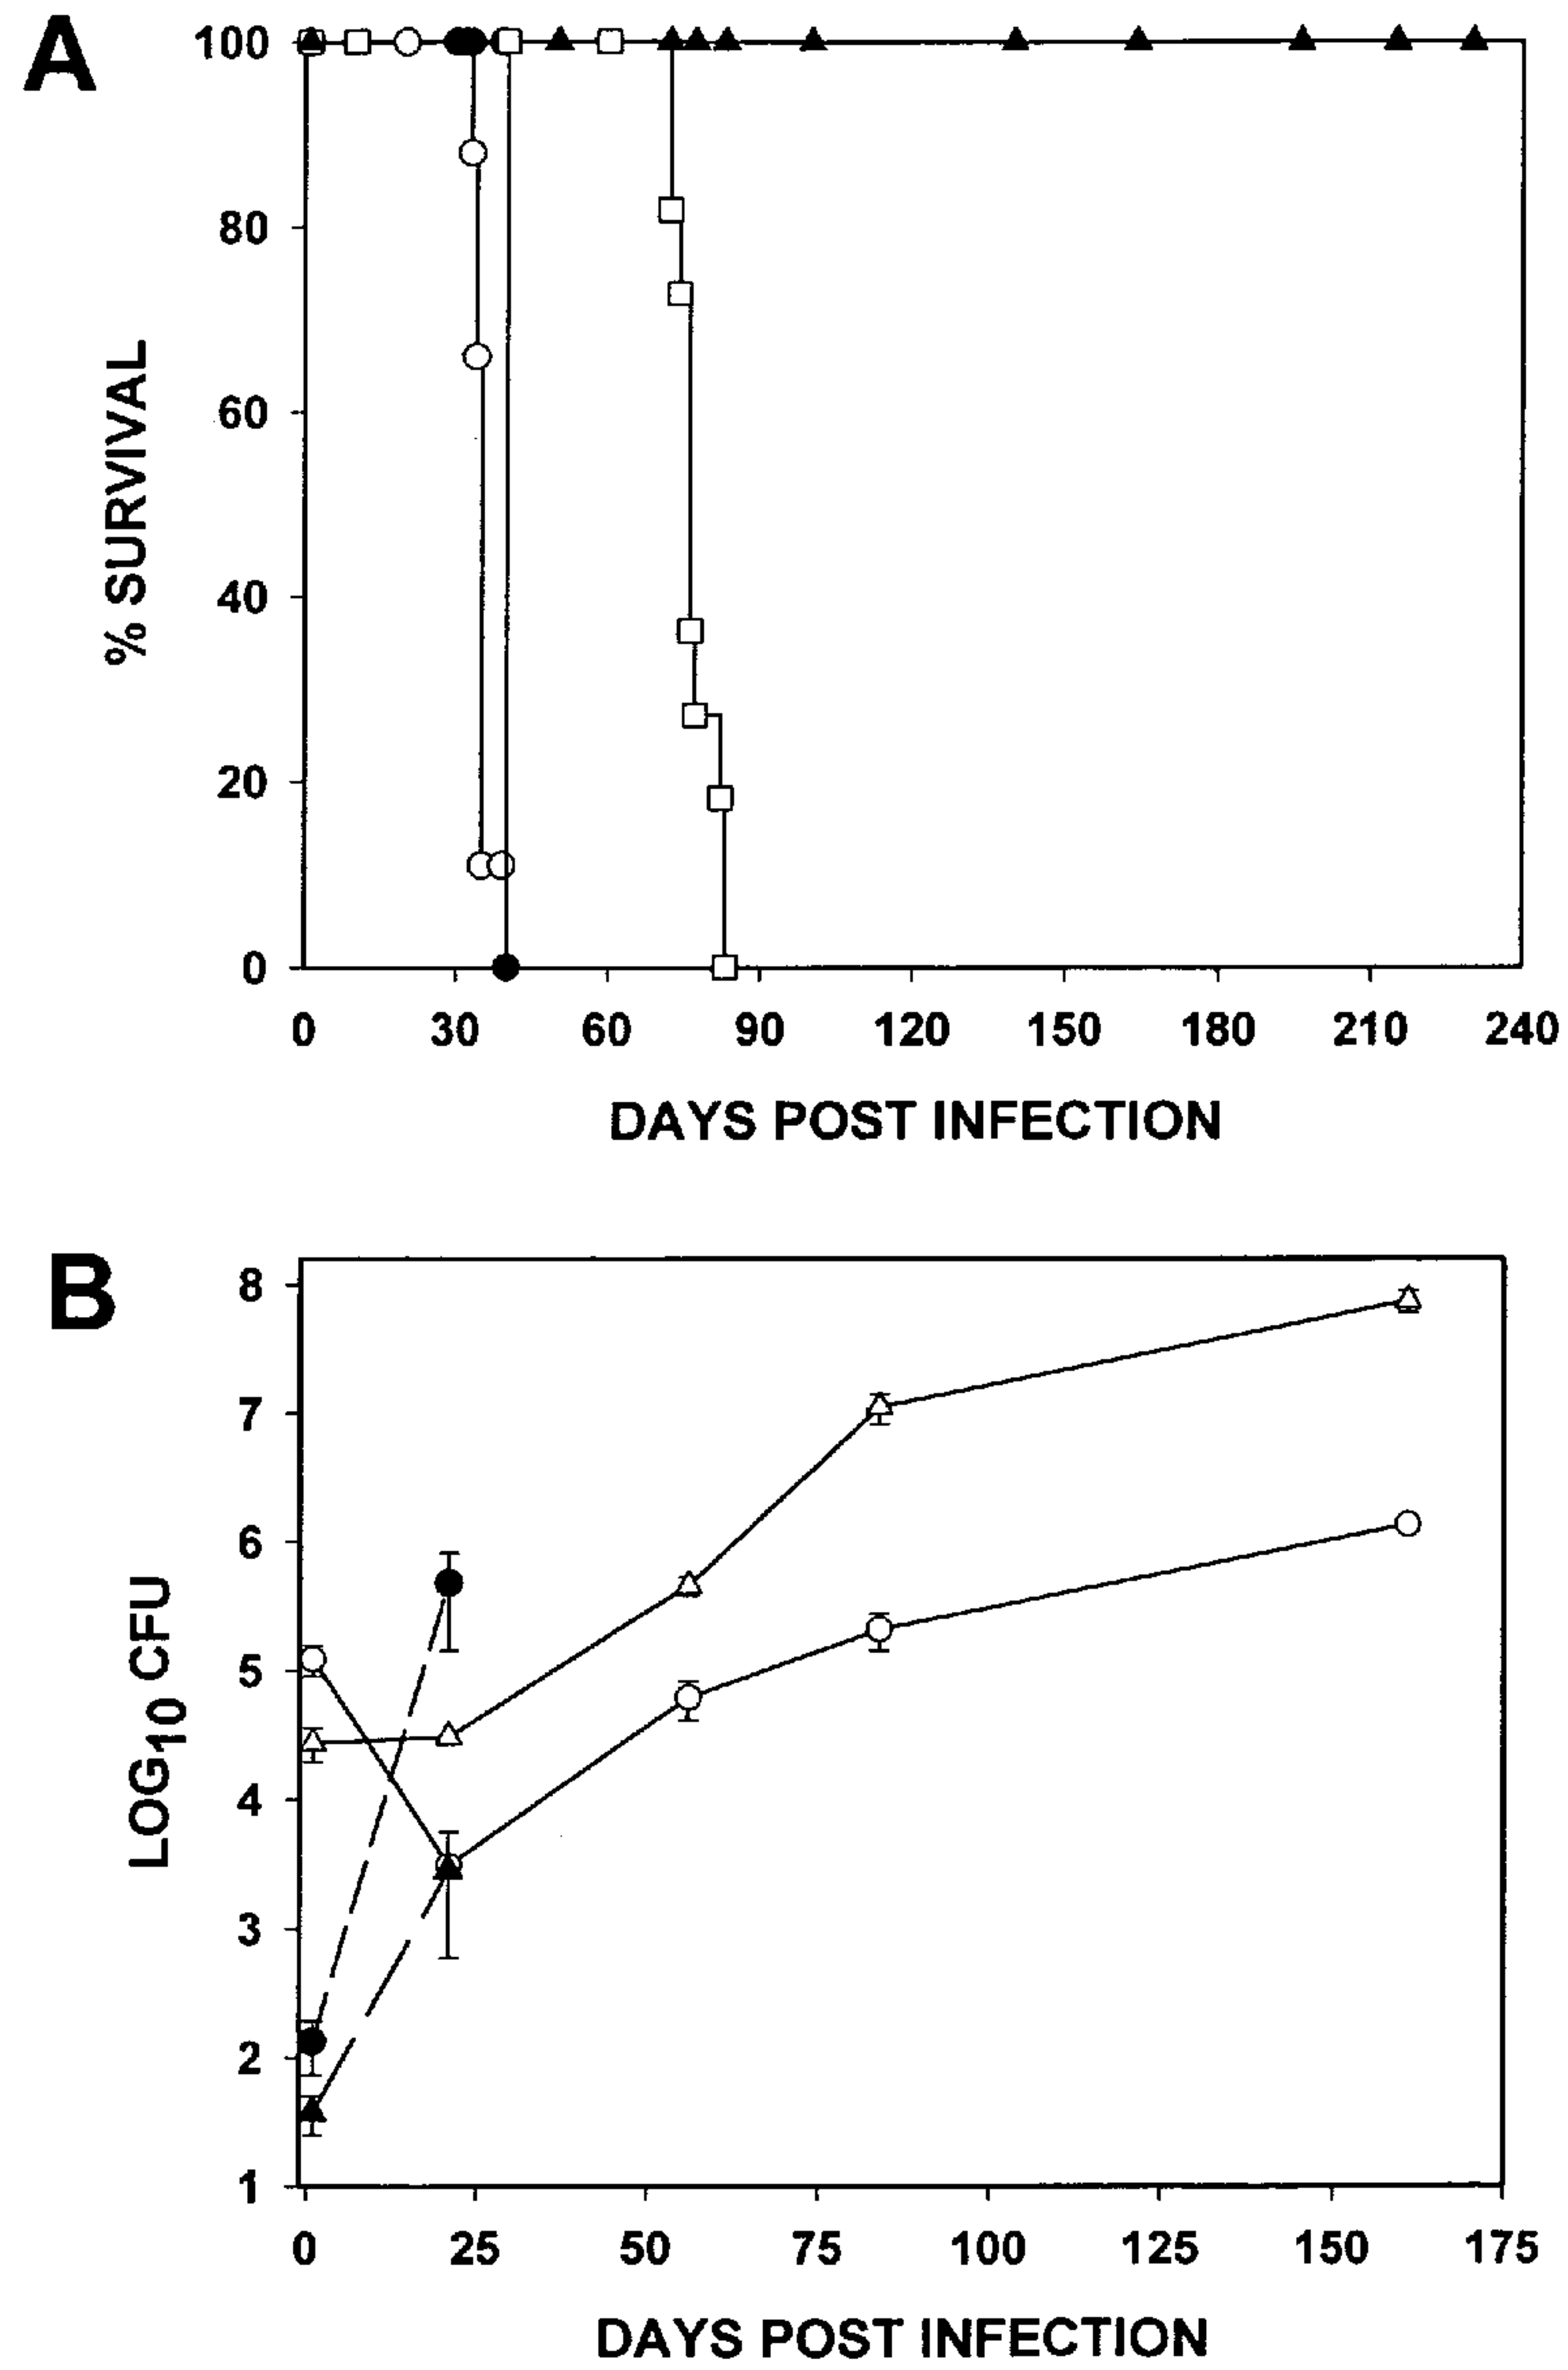 A
100
80
60
40
20
0
% SURVIVAL
0 30 60 90 120 150 180 210 240
DAYS POST INFECTION
B
8
7
6
5
4
3
2
1
LOG10 CFU
0 25 50 75 100 125 150 175
DAYS POST INFECTION